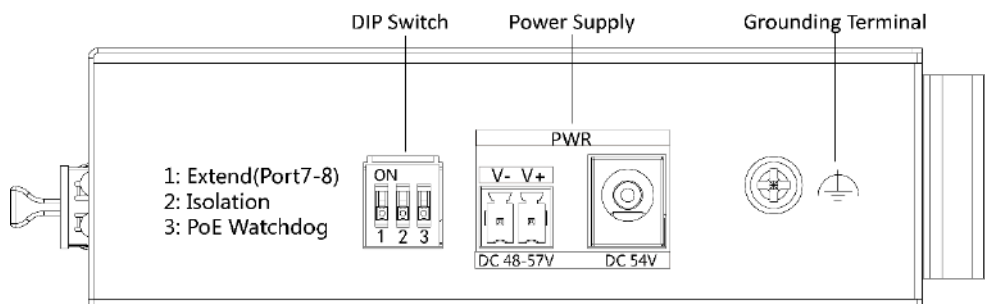 DIP Switch
Power Supply
Grounding Terminal
PWR
1: Extend(Port7-8)
2: Isolation
3: PoE Watchdog
ON
1 2 3
V- V+
DC 48-57V
DC 54V